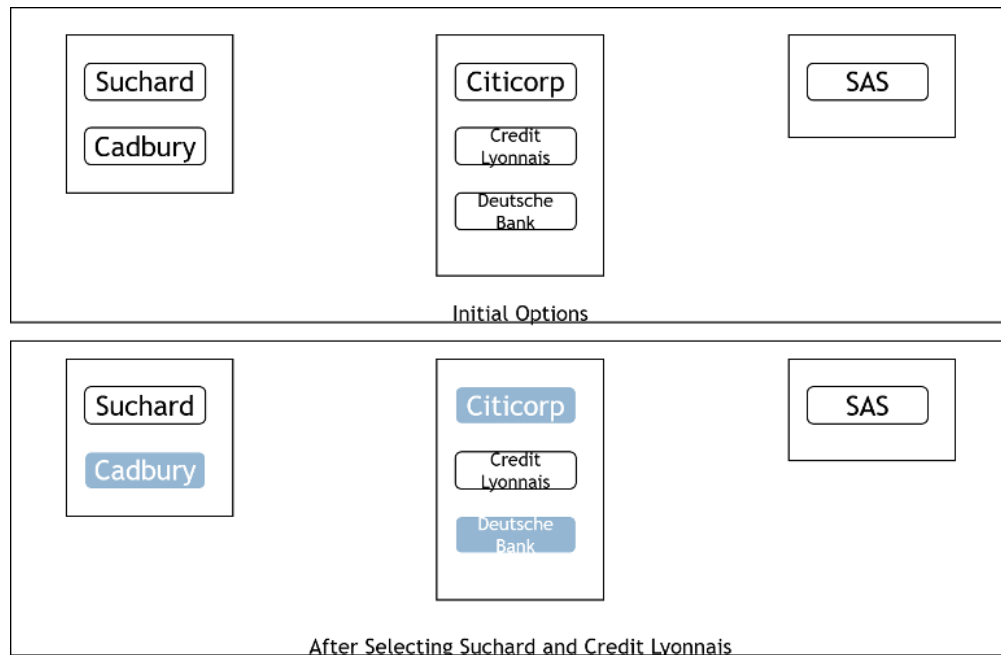 Suchard
Cadbury
Citicorp
Credit
Lyonnais
Deutsche
Bank
SAS
Initial Options
Suchard
Cadbury
Citicorp
Credit
Lyonnais
Deutsche
Bank
SAS
After Selecting Suchard and Credit Lyonnais